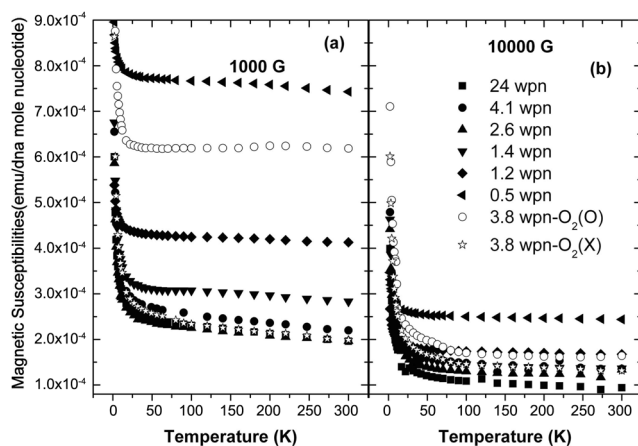 Magnetic Susceptibilities(emu/dna mole nucleotide)
9.0x10⁻⁴
8.0x10⁻⁴
7.0x10⁻⁴
6.0x10⁻⁴
5.0x10⁻⁴
4.0x10⁻⁴
3.0x10⁻⁴
2.0x10⁻⁴
1.0x10⁻⁴
(a)
1000 G
0 50 100 150 200 250 300
Temperature (K)
10000 G
(b)
24 wpn
4.1 wpn
2.6 wpn
1.4 wpn
1.2 wpn
0.5 wpn
3.8 wpn-O₂(O)
3.8 wpn-O₂(X)
0 50 100 150 200 250 300
Temperature (K)